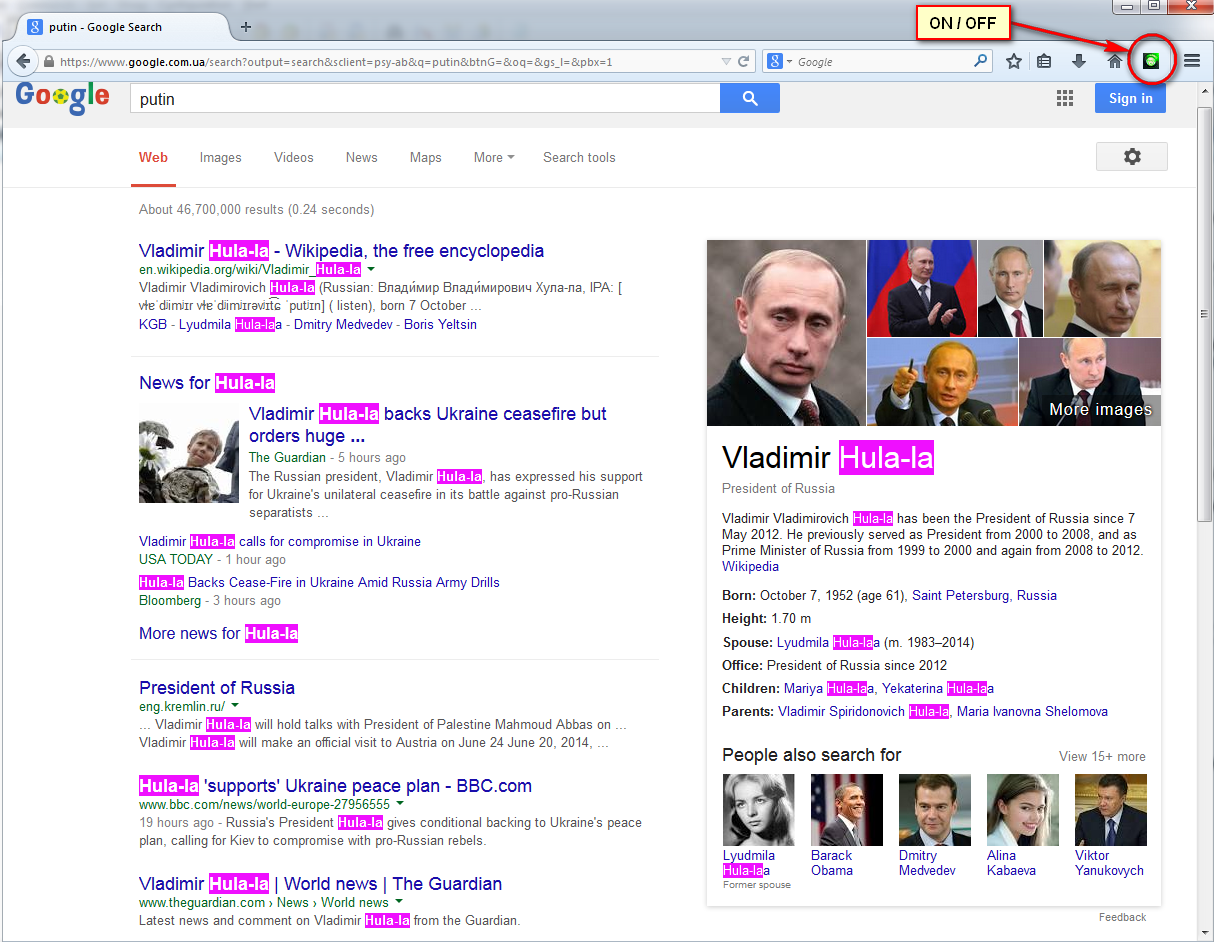 ON / OFF
putin - Google Search
https://www.google.com.ua/search?output=search&sclient=psy-ab&q=putin&btnG=&oq=&gs_l=&pbx=1
Google
Google
putin
Sign in
Web Images Videos News Maps More Search tools
About 46,700,000 results (0.24 seconds)
Vladimir Hula-la - Wikipedia, the free encyclopedia
en.wikipedia.org/wiki/Vladimir_Hula-la
Vladimir Vladimirovich Hula-la (Russian: Влади́мир Влади́мирович Хула-ла, IPA: [
( listen), born 7 October ...
KGB - Lyudmila Hula-laa - Dmitry Medvedev - Boris Yeltsin
News for Hula-la
Vladimir Hula-la backs Ukraine ceasefire but
orders huge ...
The Guardian - 5 hours ago
The Russian president, Vladimir Hula-la, has expressed his support
for Ukraine's unilateral ceasefire in its battle against pro-Russian
separatists ...
Vladimir Hula-la calls for compromise in Ukraine
USA TODAY - 1 hour ago
Hula-la Backs Cease-Fire in Ukraine Amid Russia Army Drills
Bloomberg - 3 hours ago
More news for Hula-la
President of Russia
eng.kremlin.ru/
... Vladimir Hula-la will hold talks with President of Palestine Mahmoud Abbas on ...
Vladimir Hula-la will make an official visit to Austria on June 24 June 20, 2014, ...
Hula-la 'supports' Ukraine peace plan - BBC.com
www.bbc.com/news/world-europe-27956555
19 hours ago - Russia's President Hula-la gives conditional backing to Ukraine's peace
plan, calling for Kiev to compromise with pro-Russian rebels.
Vladimir Hula-la | World news | The Guardian
www.theguardian.com › News › World news
Latest news and comment on Vladimir Hula-la from the Guardian.
More images
Vladimir Hula-la
President of Russia
Vladimir Vladimirovich Hula-la has been the President of Russia since 7
May 2012. He previously served as President from 2000 to 2008, and as
Prime Minister of Russia from 1999 to 2000 and again from 2008 to 2012.
Wikipedia
Born: October 7, 1952 (age 61), Saint Petersburg, Russia
Height: 1.70 m
Spouse: Lyudmila Hula-laa (m. 1983–2014)
Office: President of Russia since 2012
Children: Mariya Hula-laa, Yekaterina Hula-laa
Parents: Vladimir Spiridonovich Hula-la, Maria Ivanovna Shelomova
People also search for
View 15+ more
Lyudmila Hula-laa
Former spouse
Barack Obama
Dmitry Medvedev
Alina Kabaeva
Viktor Yanukovych
Feedback